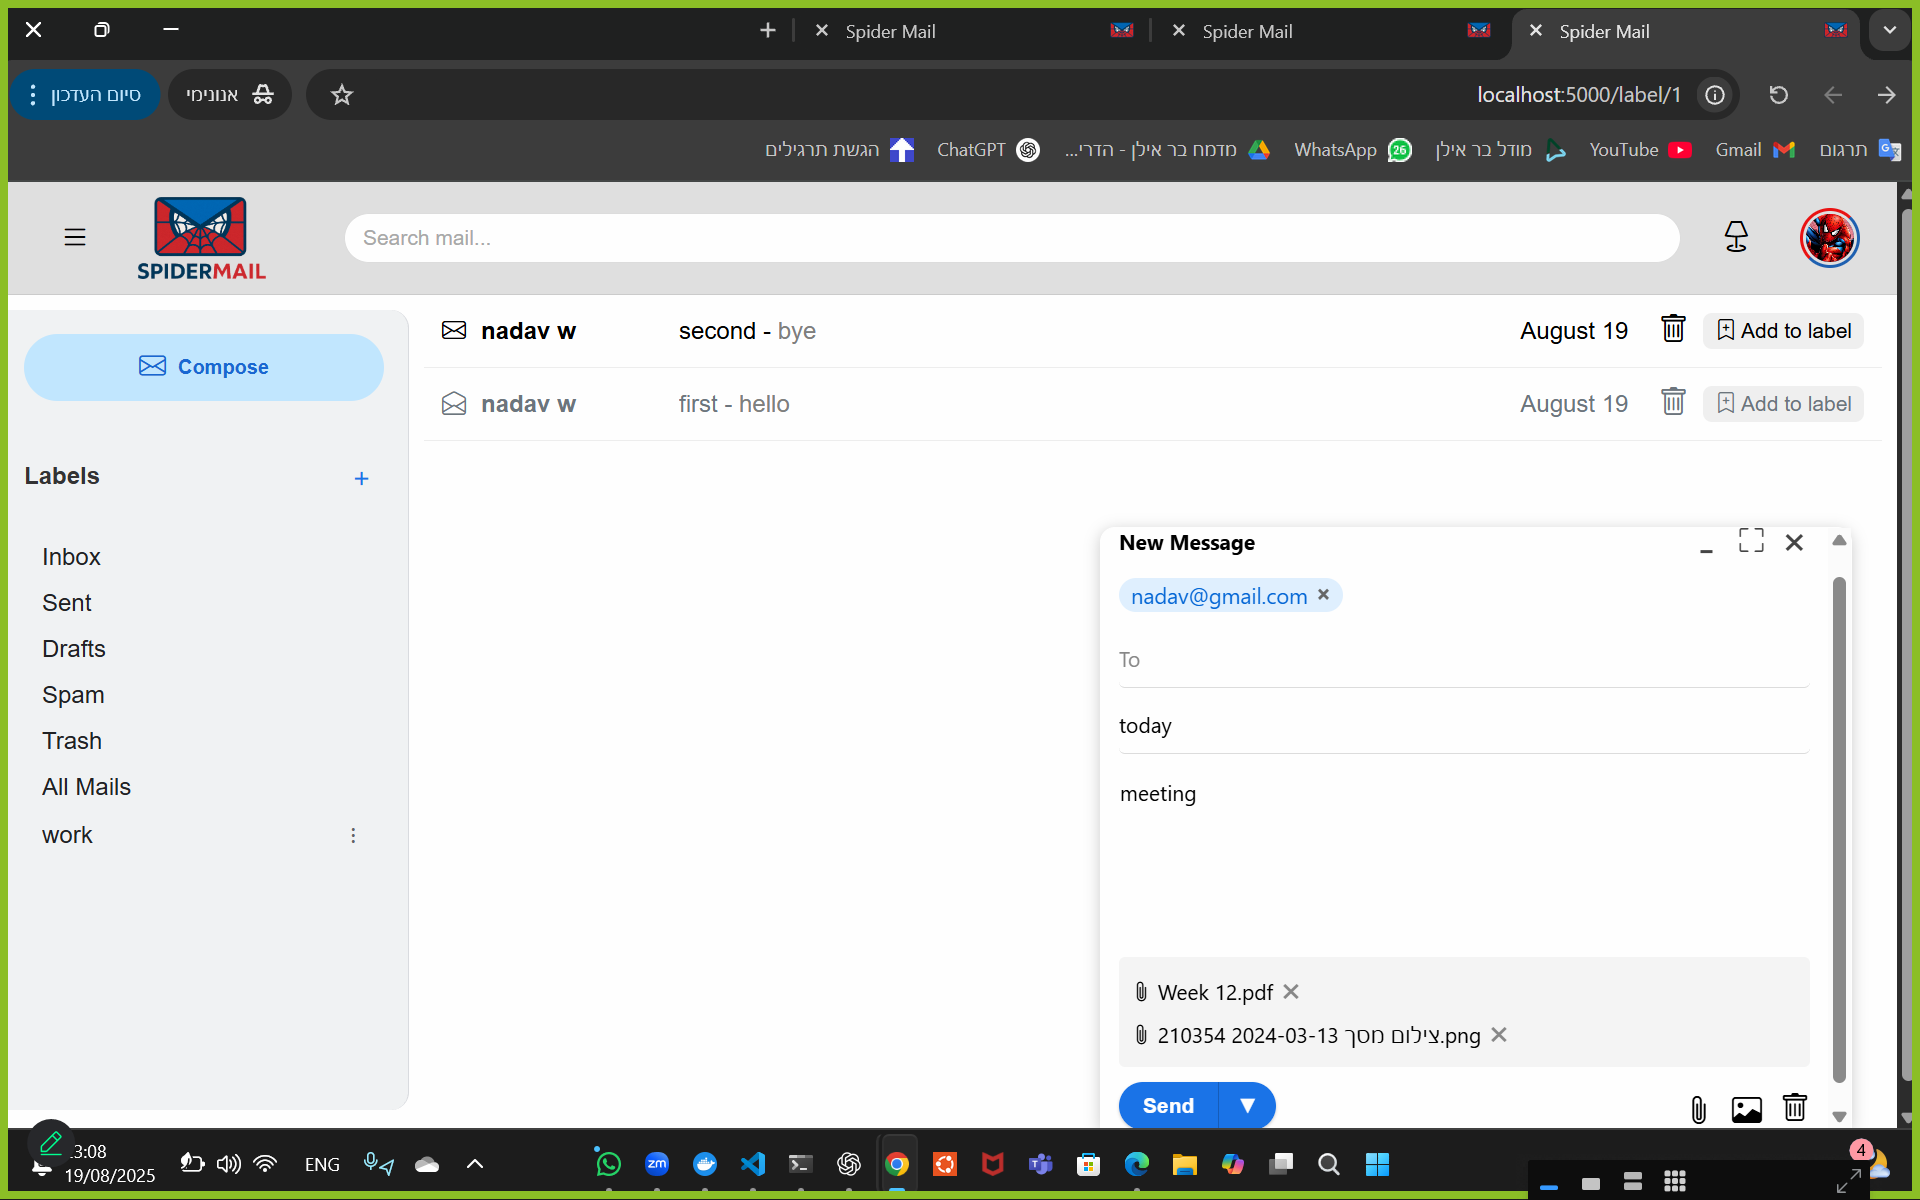 Spider Mail
Spider Mail
Spider Mail
סיום העדכון
אנונימי
localhost:5000/label/1
הגשת תרגילים
ChatGPT
מדמח בר אילן - הדרי...
WhatsApp
26
מודל בר אילן
YouTube
Gmail
תרגום
SPIDERMAIL
Search mail...
Compose
Labels
+
Inbox
Sent
Drafts
Spam
Trash
All Mails
work
nadav w second - bye August 19 Add to label
nadav w first - hello August 19 Add to label
New Message
nadav@gmail.com
To
today
meeting
Week 12.pdf
צילום מסך 2024-03-13 210354.png
Send
3:08
19/08/2025
ENG
zm
4